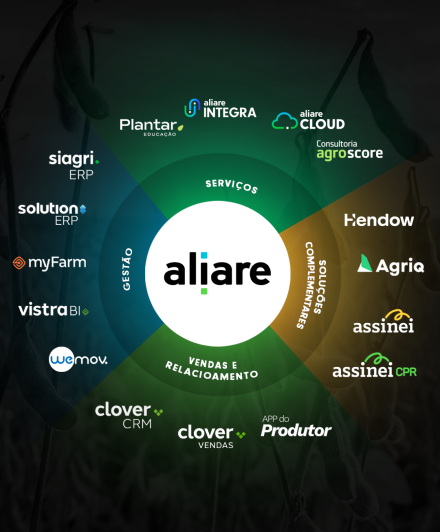 aliare
INTEGRA
Plantar
EDUCAÇÃO
aliare
CLOUD
Consultoria
agroscore
siagri
ERP
SERVIÇOS
solution
ERP
Hendow
GESTÃO
aliare
SOLUÇÕES
COMPLEMENTARES
myFarm
Agriq
vistra BI
assinei
wemov.
VENDAS E
RELACIOAMENTO
assinei CPR
clover
CRM
clover
VENDAS
APP do
Produtor